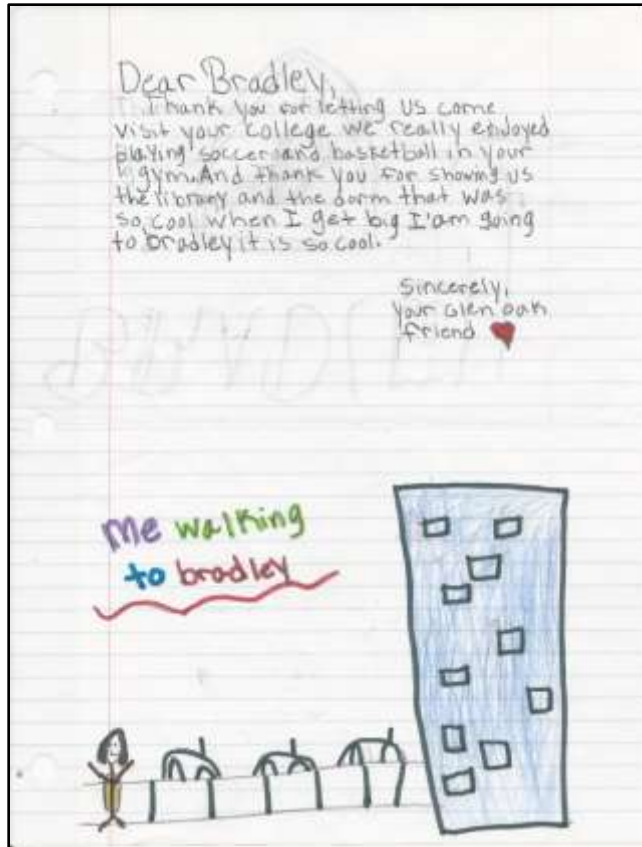 Dear Bradley,
Thank you for letting us come
visit your college we really enjoyed
playing soccer and basketball in your
gym. And thank you for showing us
the library and the dorm that was
so cool when I get big I'am going
to bradley it is so cool.
Sincerely,
your Glen oak
friend
Me walking
to bradley